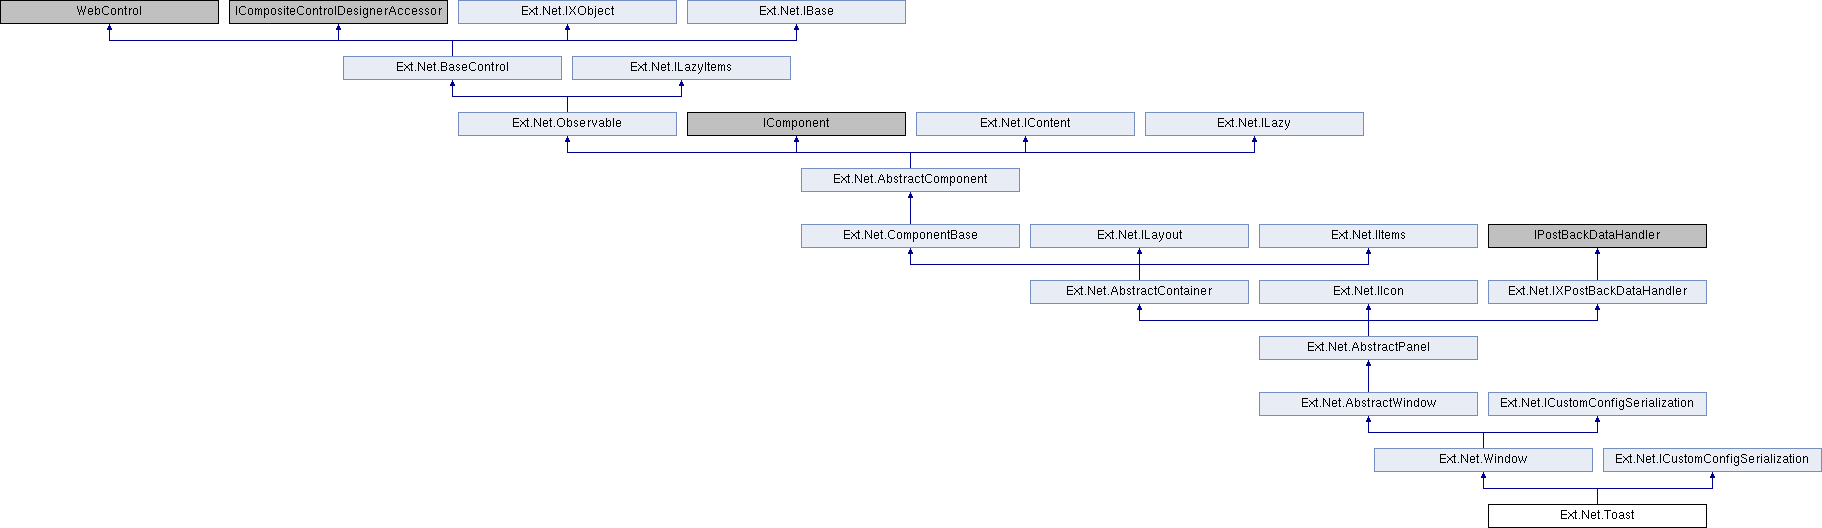 WebControl
ICompositeControlDesignerAccessor
Ext.Net.IXObject
Ext.Net.IBase
Ext.Net.BaseControl
Ext.Net.ILazyItems
Ext.Net.Observable
IComponent
Ext.Net.IContent
Ext.Net.ILazy
Ext.Net.AbstractComponent
Ext.Net.ComponentBase
Ext.Net.ILayout
Ext.Net.IItems
IPostBackDataHandler
Ext.Net.AbstractContainer
Ext.Net.IIcon
Ext.Net.IXPostBackDataHandler
Ext.Net.AbstractPanel
Ext.Net.AbstractWindow
Ext.Net.ICustomConfigSerialization
Ext.Net.Window
Ext.Net.ICustomConfigSerialization
Ext.Net.Toast